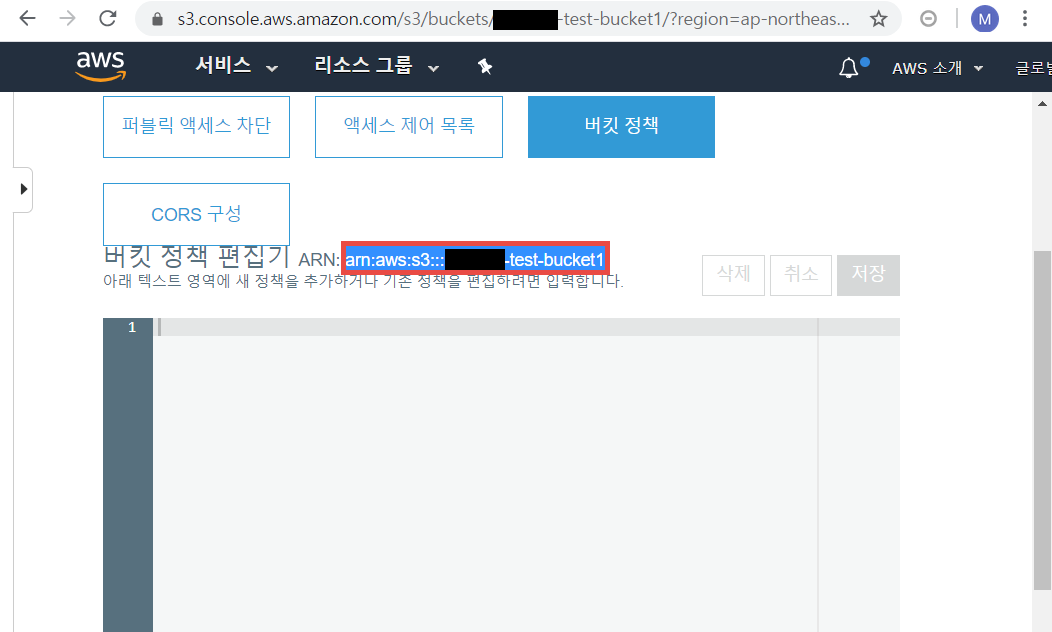 s3.console.aws.amazon.com/s3/buckets/ -test-bucket1/?region=ap-northeas...
M
aws 서비스 리소스 그룹 AWS 소개 글로벌
퍼블릭 액세스 차단 액세스 제어 목록 버킷 정책
CORS 구성
버킷 정책 편집기 ARN: arn:aws:s3::: -test-bucket1
아래 텍스트 영역에 새 정책을 추가하거나 기존 정책을 편집하려면 입력합니다.
삭제 취소 저장
1